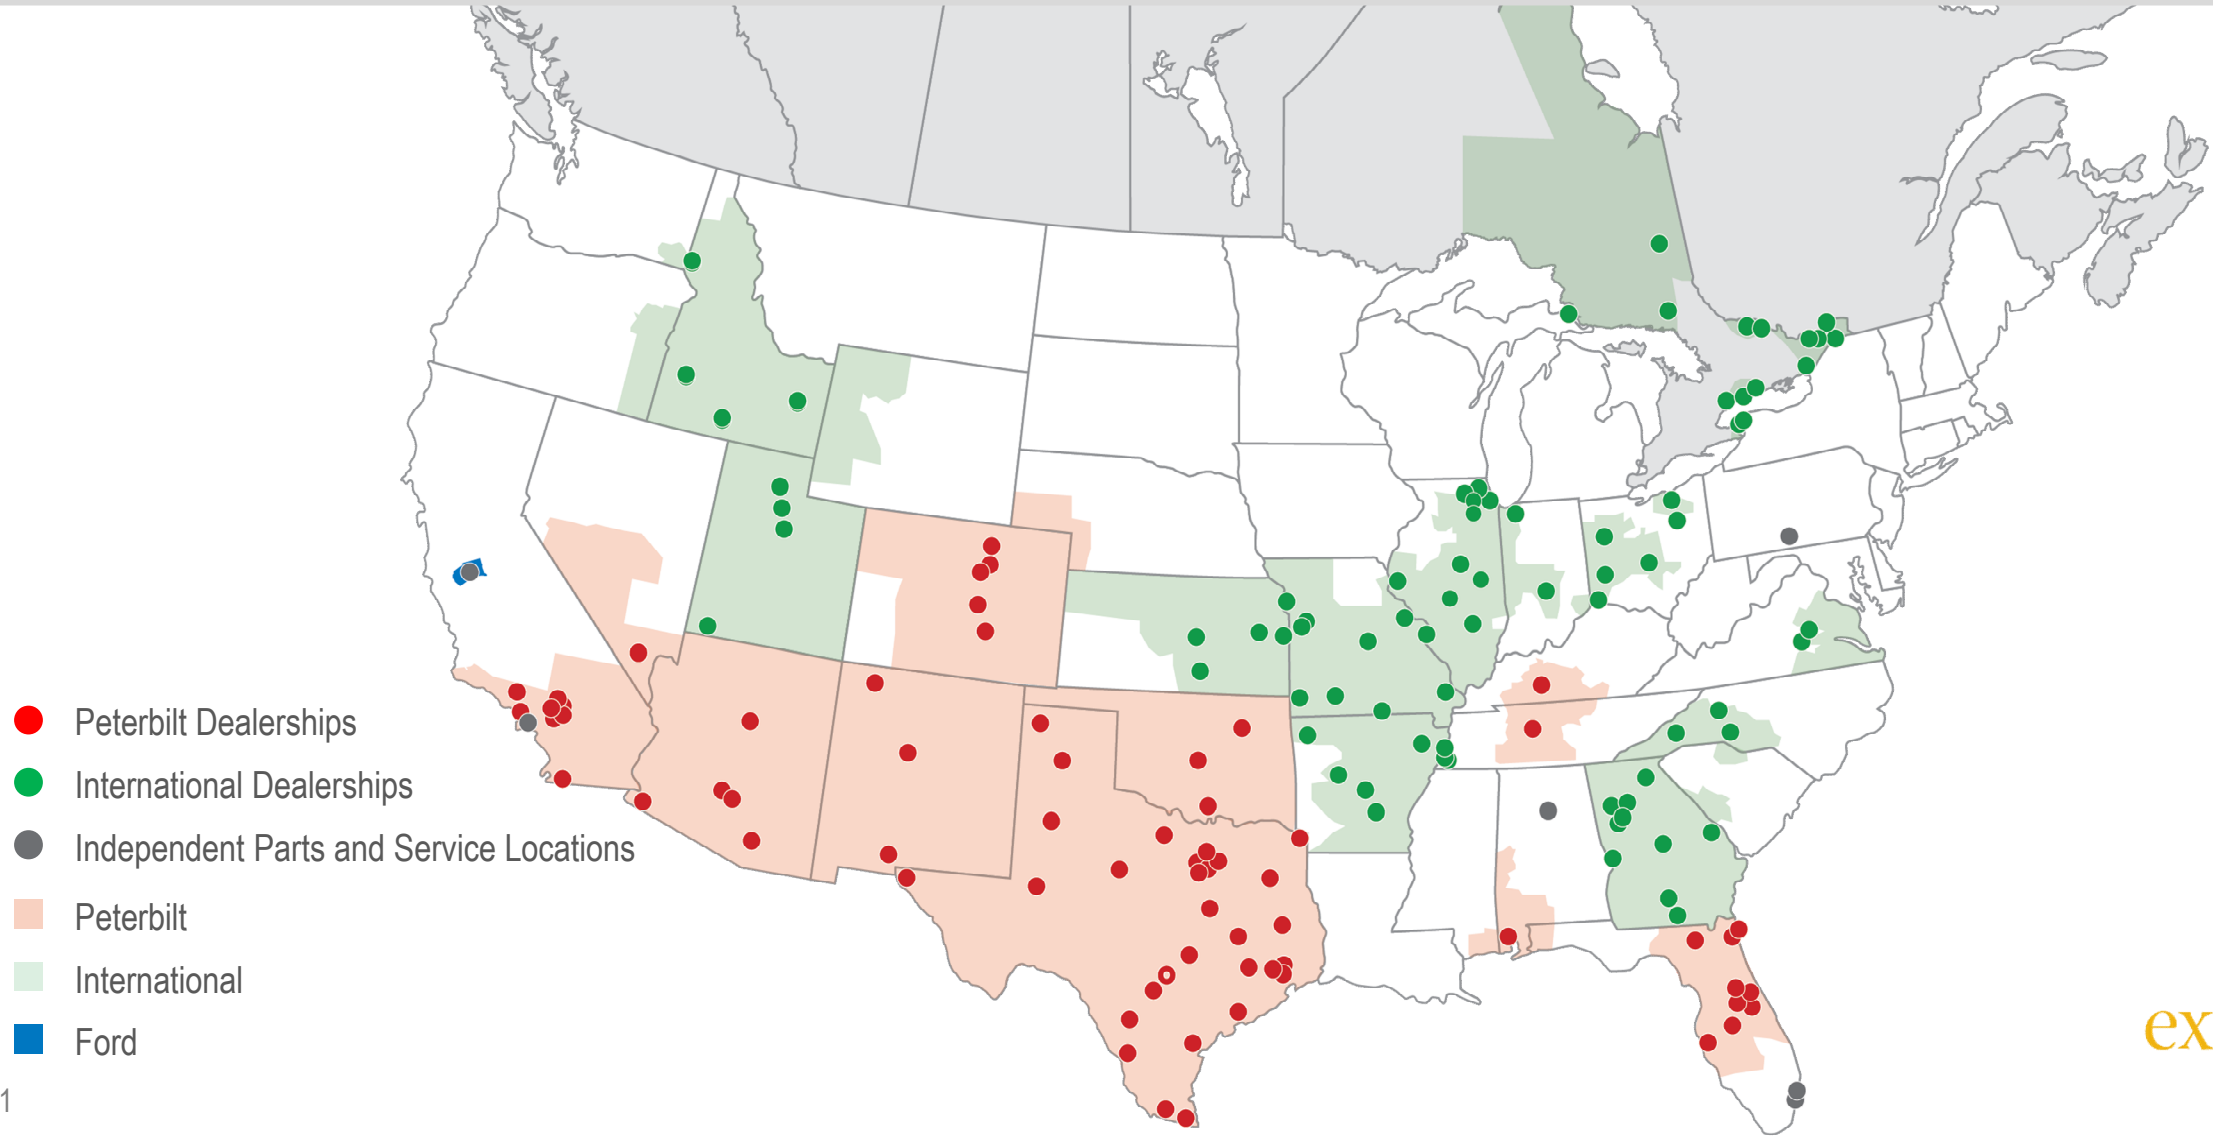 Peterbilt Dealerships
International Dealerships
Independent Parts and Service Locations
Peterbilt
International
Ford
ex
1